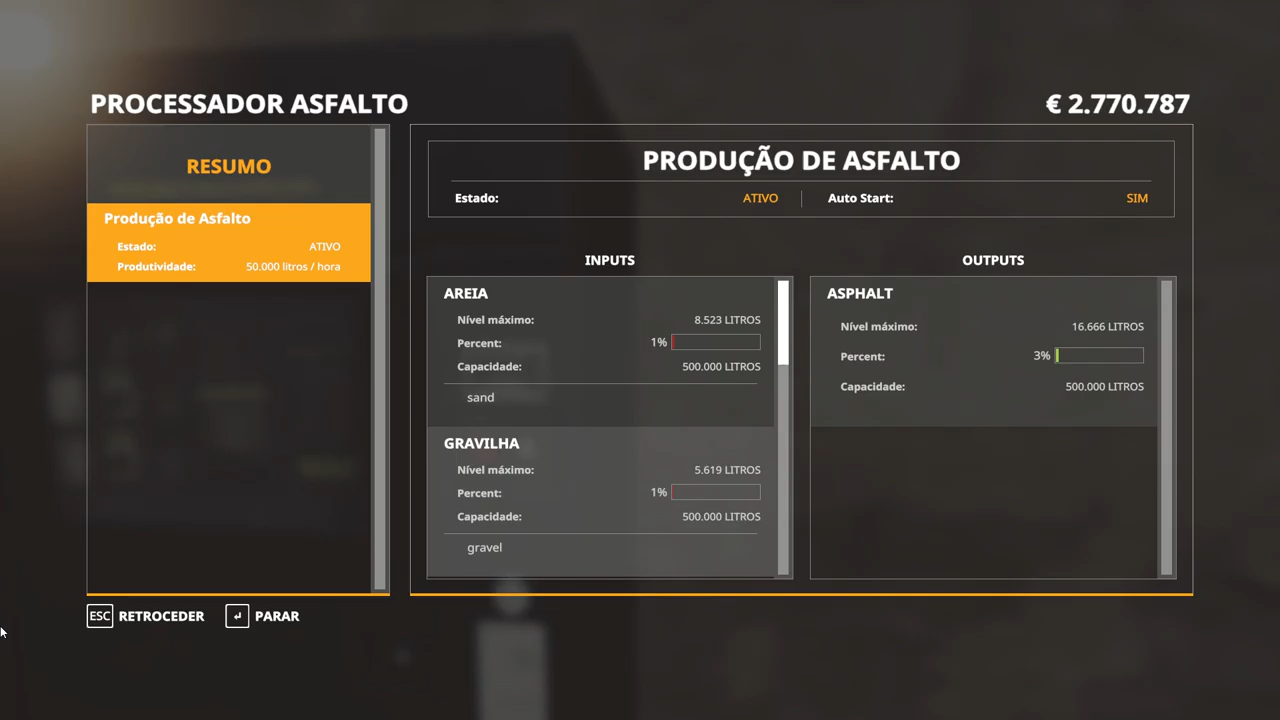 PROCESSADOR ASFALTO
€ 2.770.787
RESUMO
Produção de Asfalto
Estado: ATIVO
Produtividade: 50.000 litros / hora
PRODUÇÃO DE ASFALTO
Estado: ATIVO
Auto Start: SIM
INPUTS
AREIA
Nível máximo: 8.523 LITROS
Percent: 1%
Capacidade: 500.000 LITROS
sand
GRAVILHA
Nível máximo: 5.619 LITROS
Percent: 1%
Capacidade: 500.000 LITROS
gravel
OUTPUTS
ASPHALT
Nível máximo: 16.666 LITROS
Percent: 3%
Capacidade: 500.000 LITROS
ESC RETROCEDER
↵ PARAR